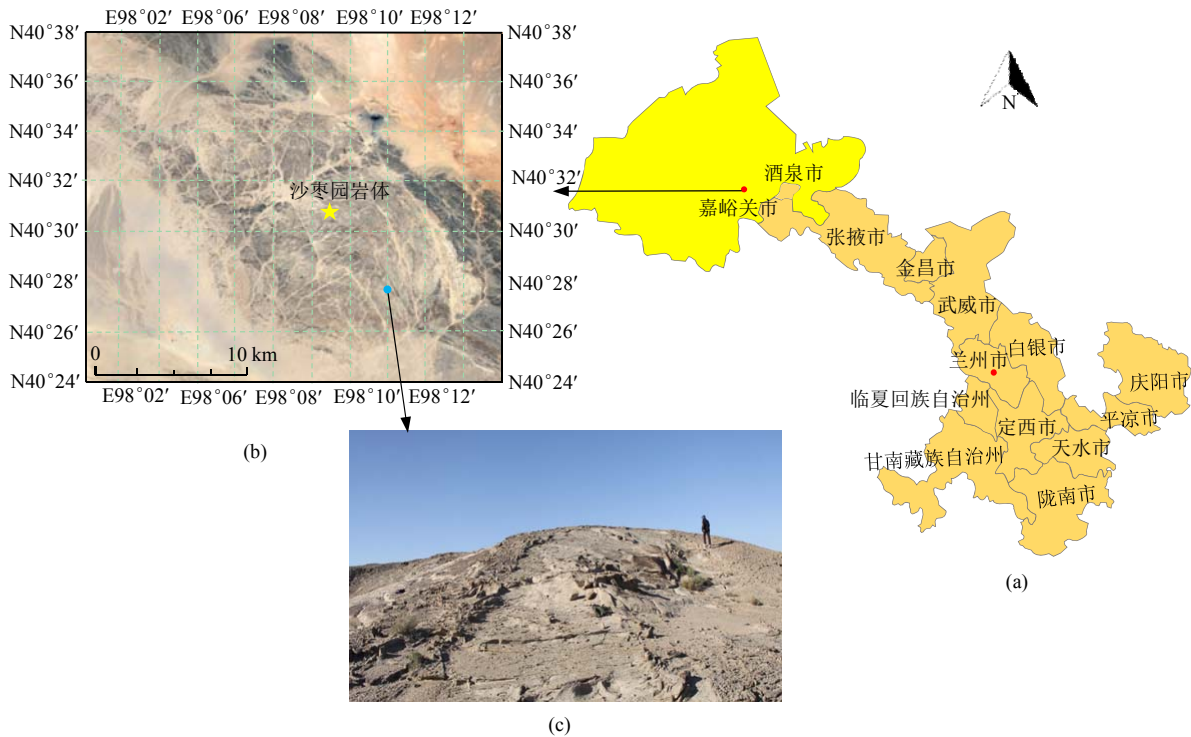 E98°02′ E98°06′ E98°08′ E98°10′ E98°12′
N40°38′ N40°38′
N40°36′ N40°36′
N40°34′ N40°34′
N40°32′ N40°32′
N40°30′ N40°30′
N40°28′ N40°28′
N40°26′ N40°26′
N40°24′ N40°24′
沙枣园岩体
0 10 km
E98°02′ E98°06′ E98°08′ E98°10′ E98°12′
(b)
N
酒泉市
嘉峪关市
张掖市
金昌市
武威市
白银市
兰州市
庆阳市
临夏回族自治州
平凉市
定西市
天水市
甘南藏族自治州
陇南市
(a)
(c)